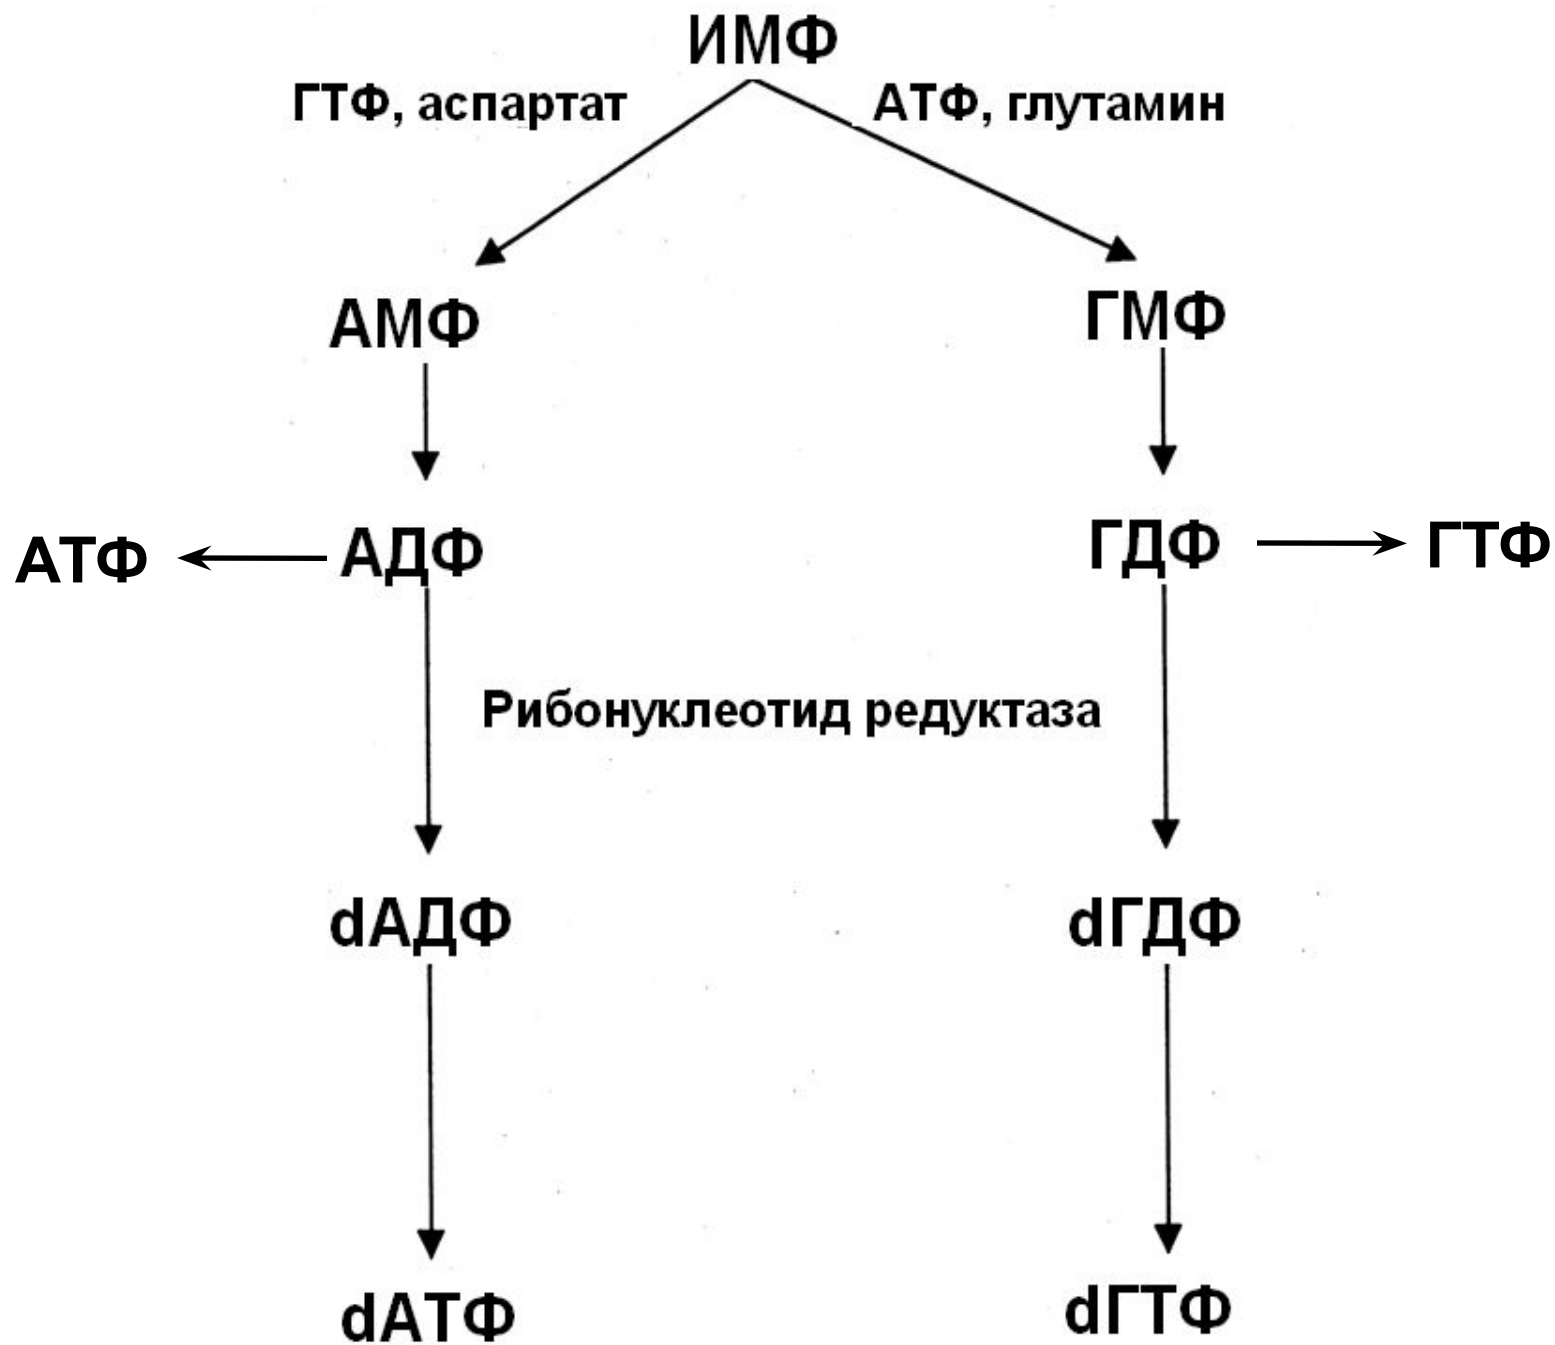 ИМФ
ГТФ, аспартат
АТФ, глутамин
АМФ
ГМФ
АТФ
АДФ
ГДФ
ГТФ
Рибонуклеотид редуктаза
dАДФ
dГДФ
dАТФ
dГТФ